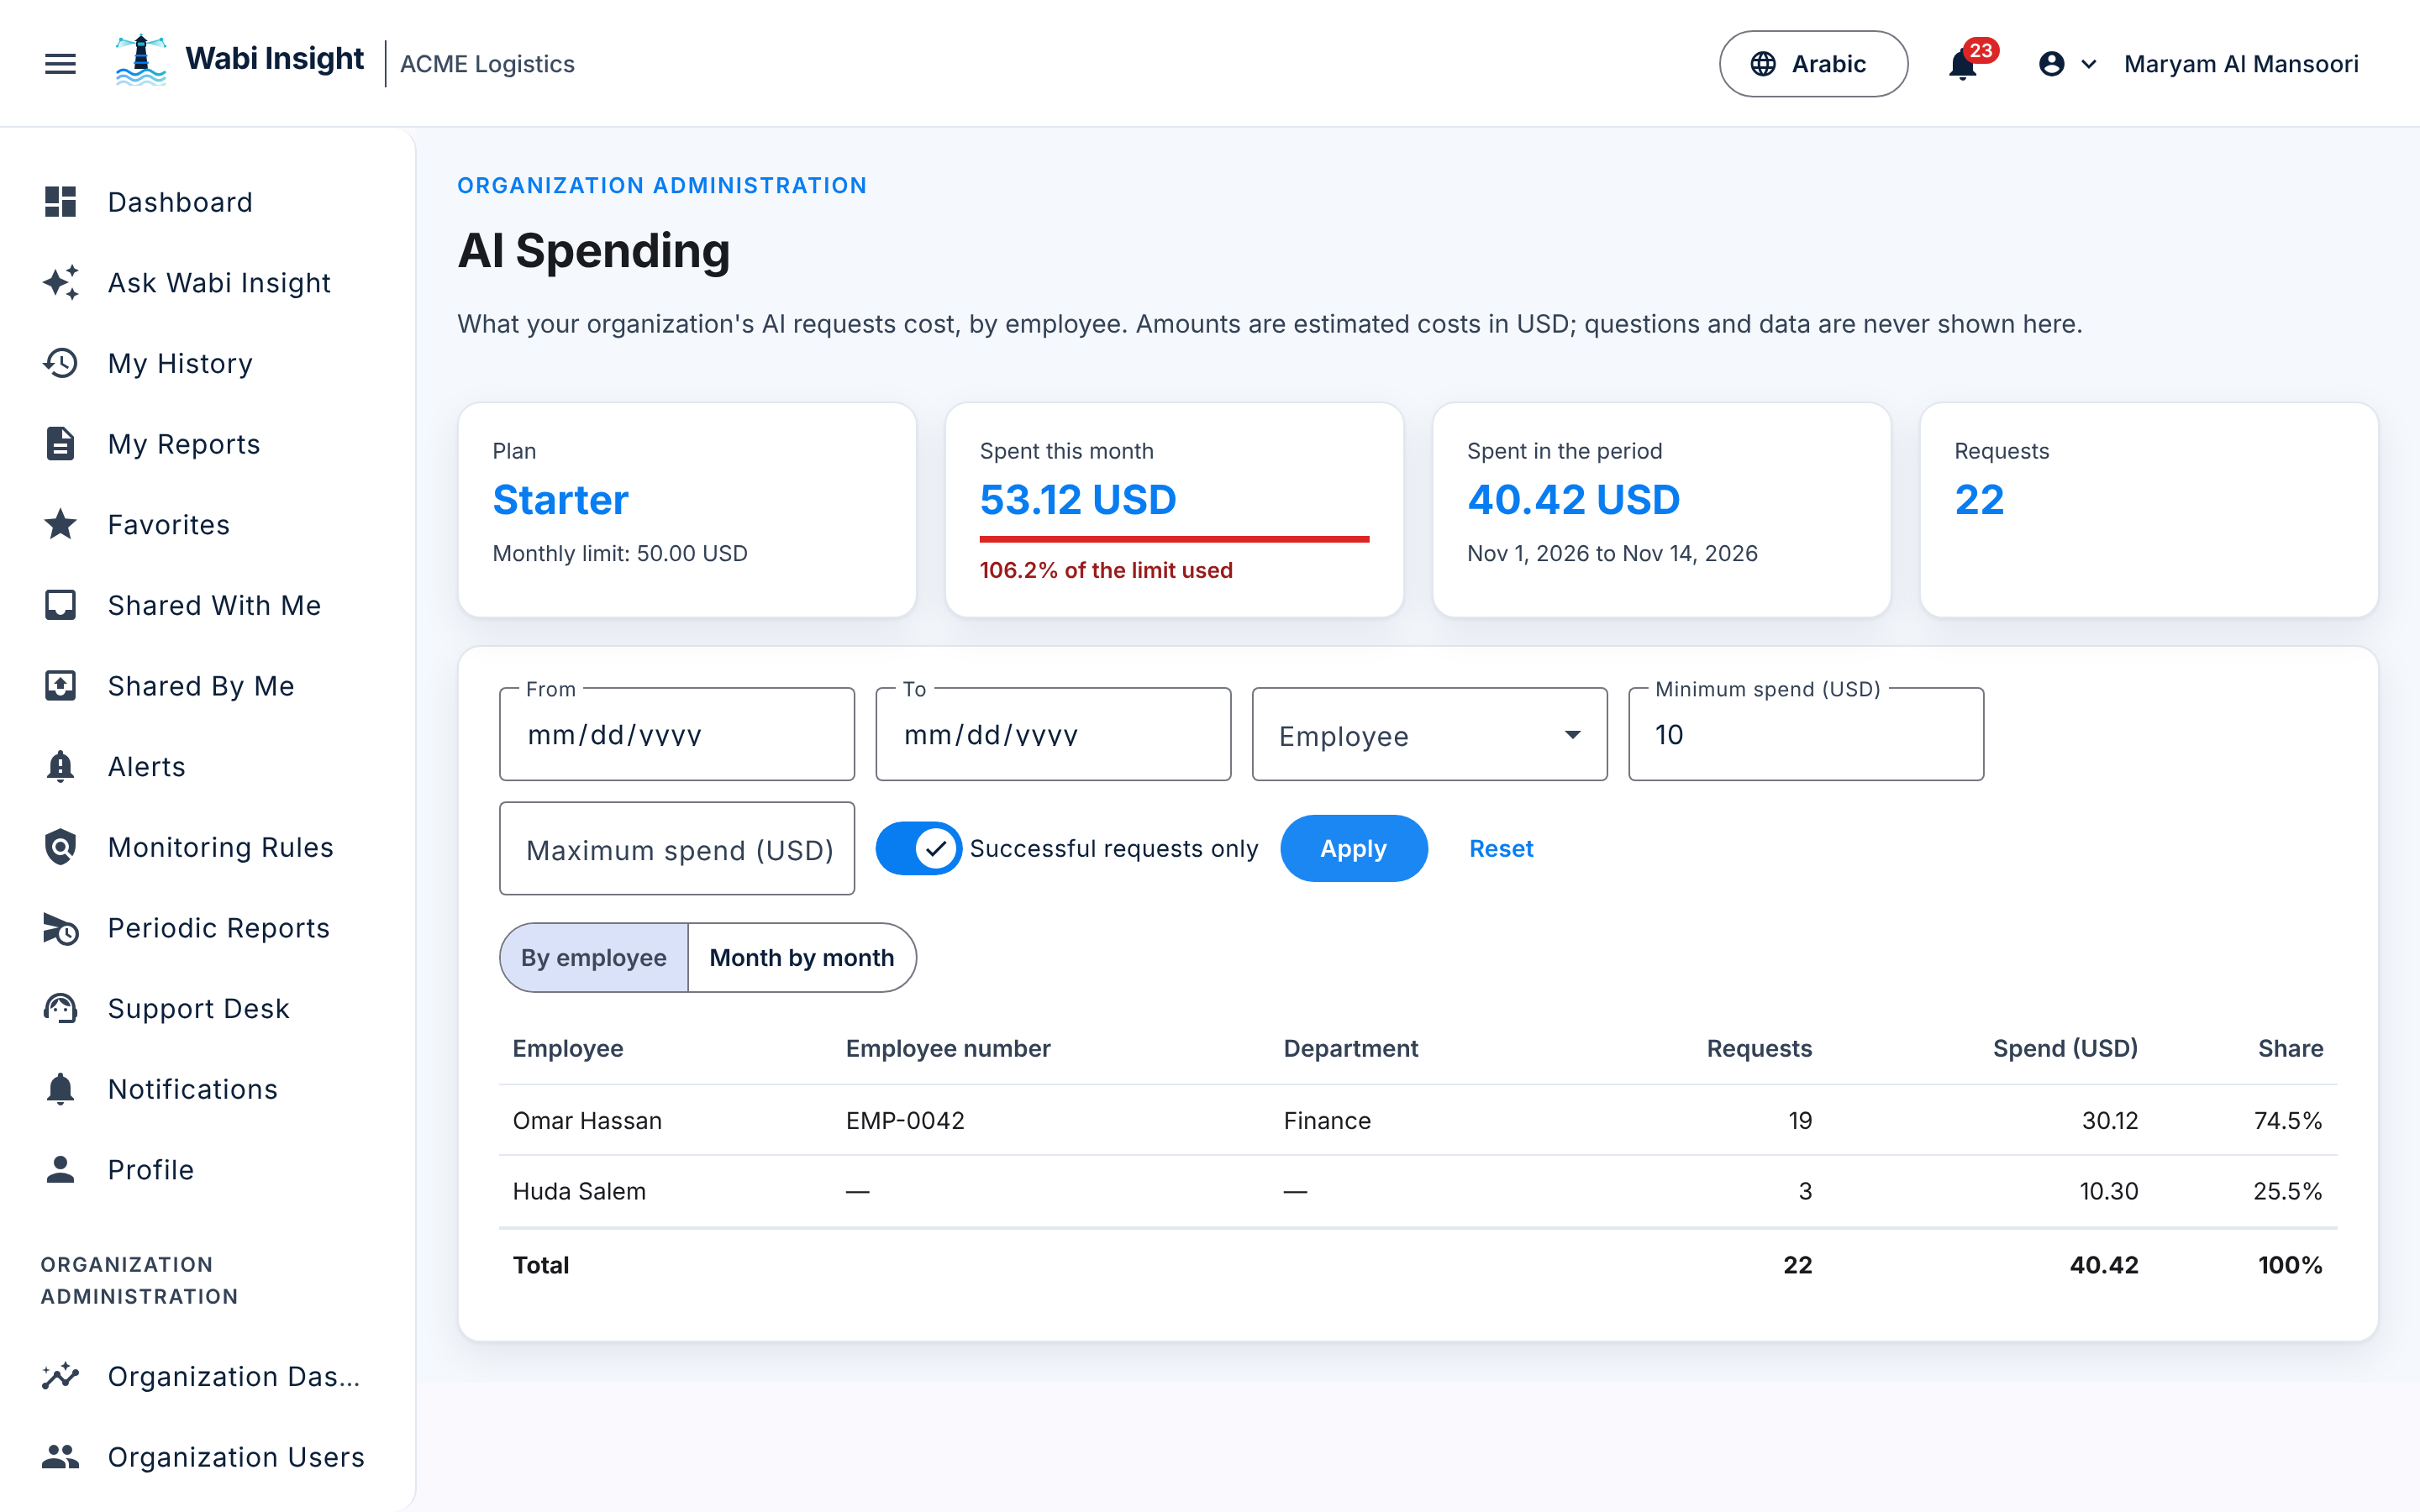 Wabi Insight
ACME Logistics
Arabic
23
Maryam Al Mansoori
Dashboard
Ask Wabi Insight
My History
My Reports
Favorites
Shared With Me
Shared By Me
Alerts
Monitoring Rules
Periodic Reports
Support Desk
Notifications
Profile
ORGANIZATION
ADMINISTRATION
Organization Das...
Organization Users
ORGANIZATION ADMINISTRATION
AI Spending
What your organization's AI requests cost, by employee. Amounts are estimated costs in USD; questions and data are never shown here.
Plan
Starter
Monthly limit: 50.00 USD
Spent this month
53.12 USD
106.2% of the limit used
Spent in the period
40.42 USD
Nov 1, 2026 to Nov 14, 2026
Requests
22
From
mm/dd/yyyy
To
mm/dd/yyyy
Employee
Minimum spend (USD)
10
Maximum spend (USD)
Successful requests only
Apply
Reset
By employee
Month by month
Employee Employee number Department Requests Spend (USD) Share
Omar Hassan EMP-0042 Finance 19 30.12 74.5%
Huda Salem — — 3 10.30 25.5%
Total 22 40.42 100%